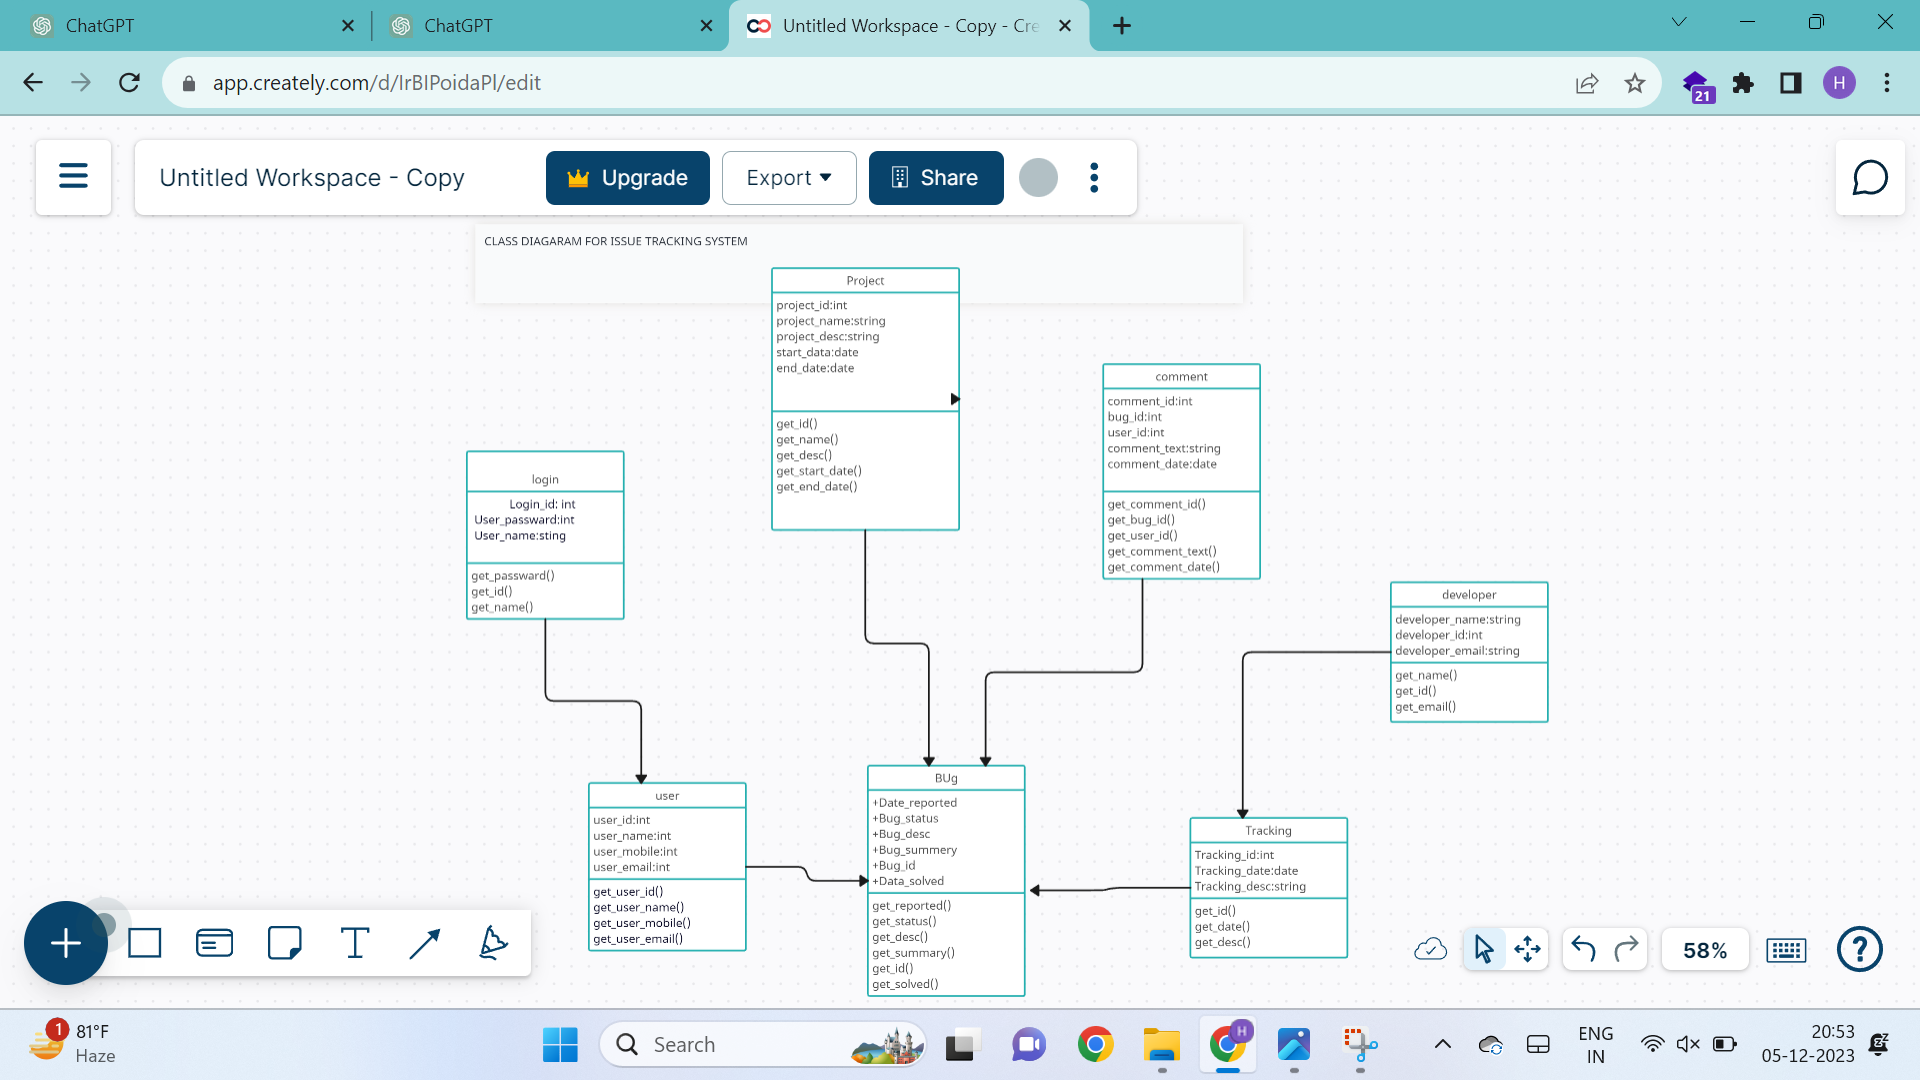 ChatGPT
ChatGPT
Untitled Workspace - Copy - Cre
app.creately.com/d/IrBIPoidaPl/edit
21
H
Untitled Workspace - Copy
Upgrade
Export
Share
CLASS DIAGARAM FOR ISSUE TRACKING SYSTEM
Project
project_id:int
project_name:string
project_desc:string
start_data:date
end_date:date
get_id()
get_name()
get_desc()
get_start_date()
get_end_date()
comment
comment_id:int
bug_id:int
user_id:int
comment_text:string
comment_date:date
get_comment_id()
get_bug_id()
get_user_id()
get_comment_text()
get_comment_date()
login
Login_id: int
User_passward:int
User_name:sting
get_password()
get_id()
get_name()
developer
developer_name:string
developer_id:int
developer_email:string
get_name()
get_id()
get_email()
user
user_id:int
user_name:int
user_mobile:int
user_email:int
get_user_id()
get_user_name()
get_user_mobile()
get_user_email()
BUg
+Date_reported
+Bug_status
+Bug_desc
+Bug_summery
+Bug_id
+Data_solved
get_reported()
get_status()
get_desc()
get_summary()
get_id()
get_solved()
Tracking
Tracking_id:int
Tracking_date:date
Tracking_desc:string
get_id()
get_date()
get_desc()
T
58%
?
1
81°F
Haze
Search
H
ENG
IN
20:53
05-12-2023